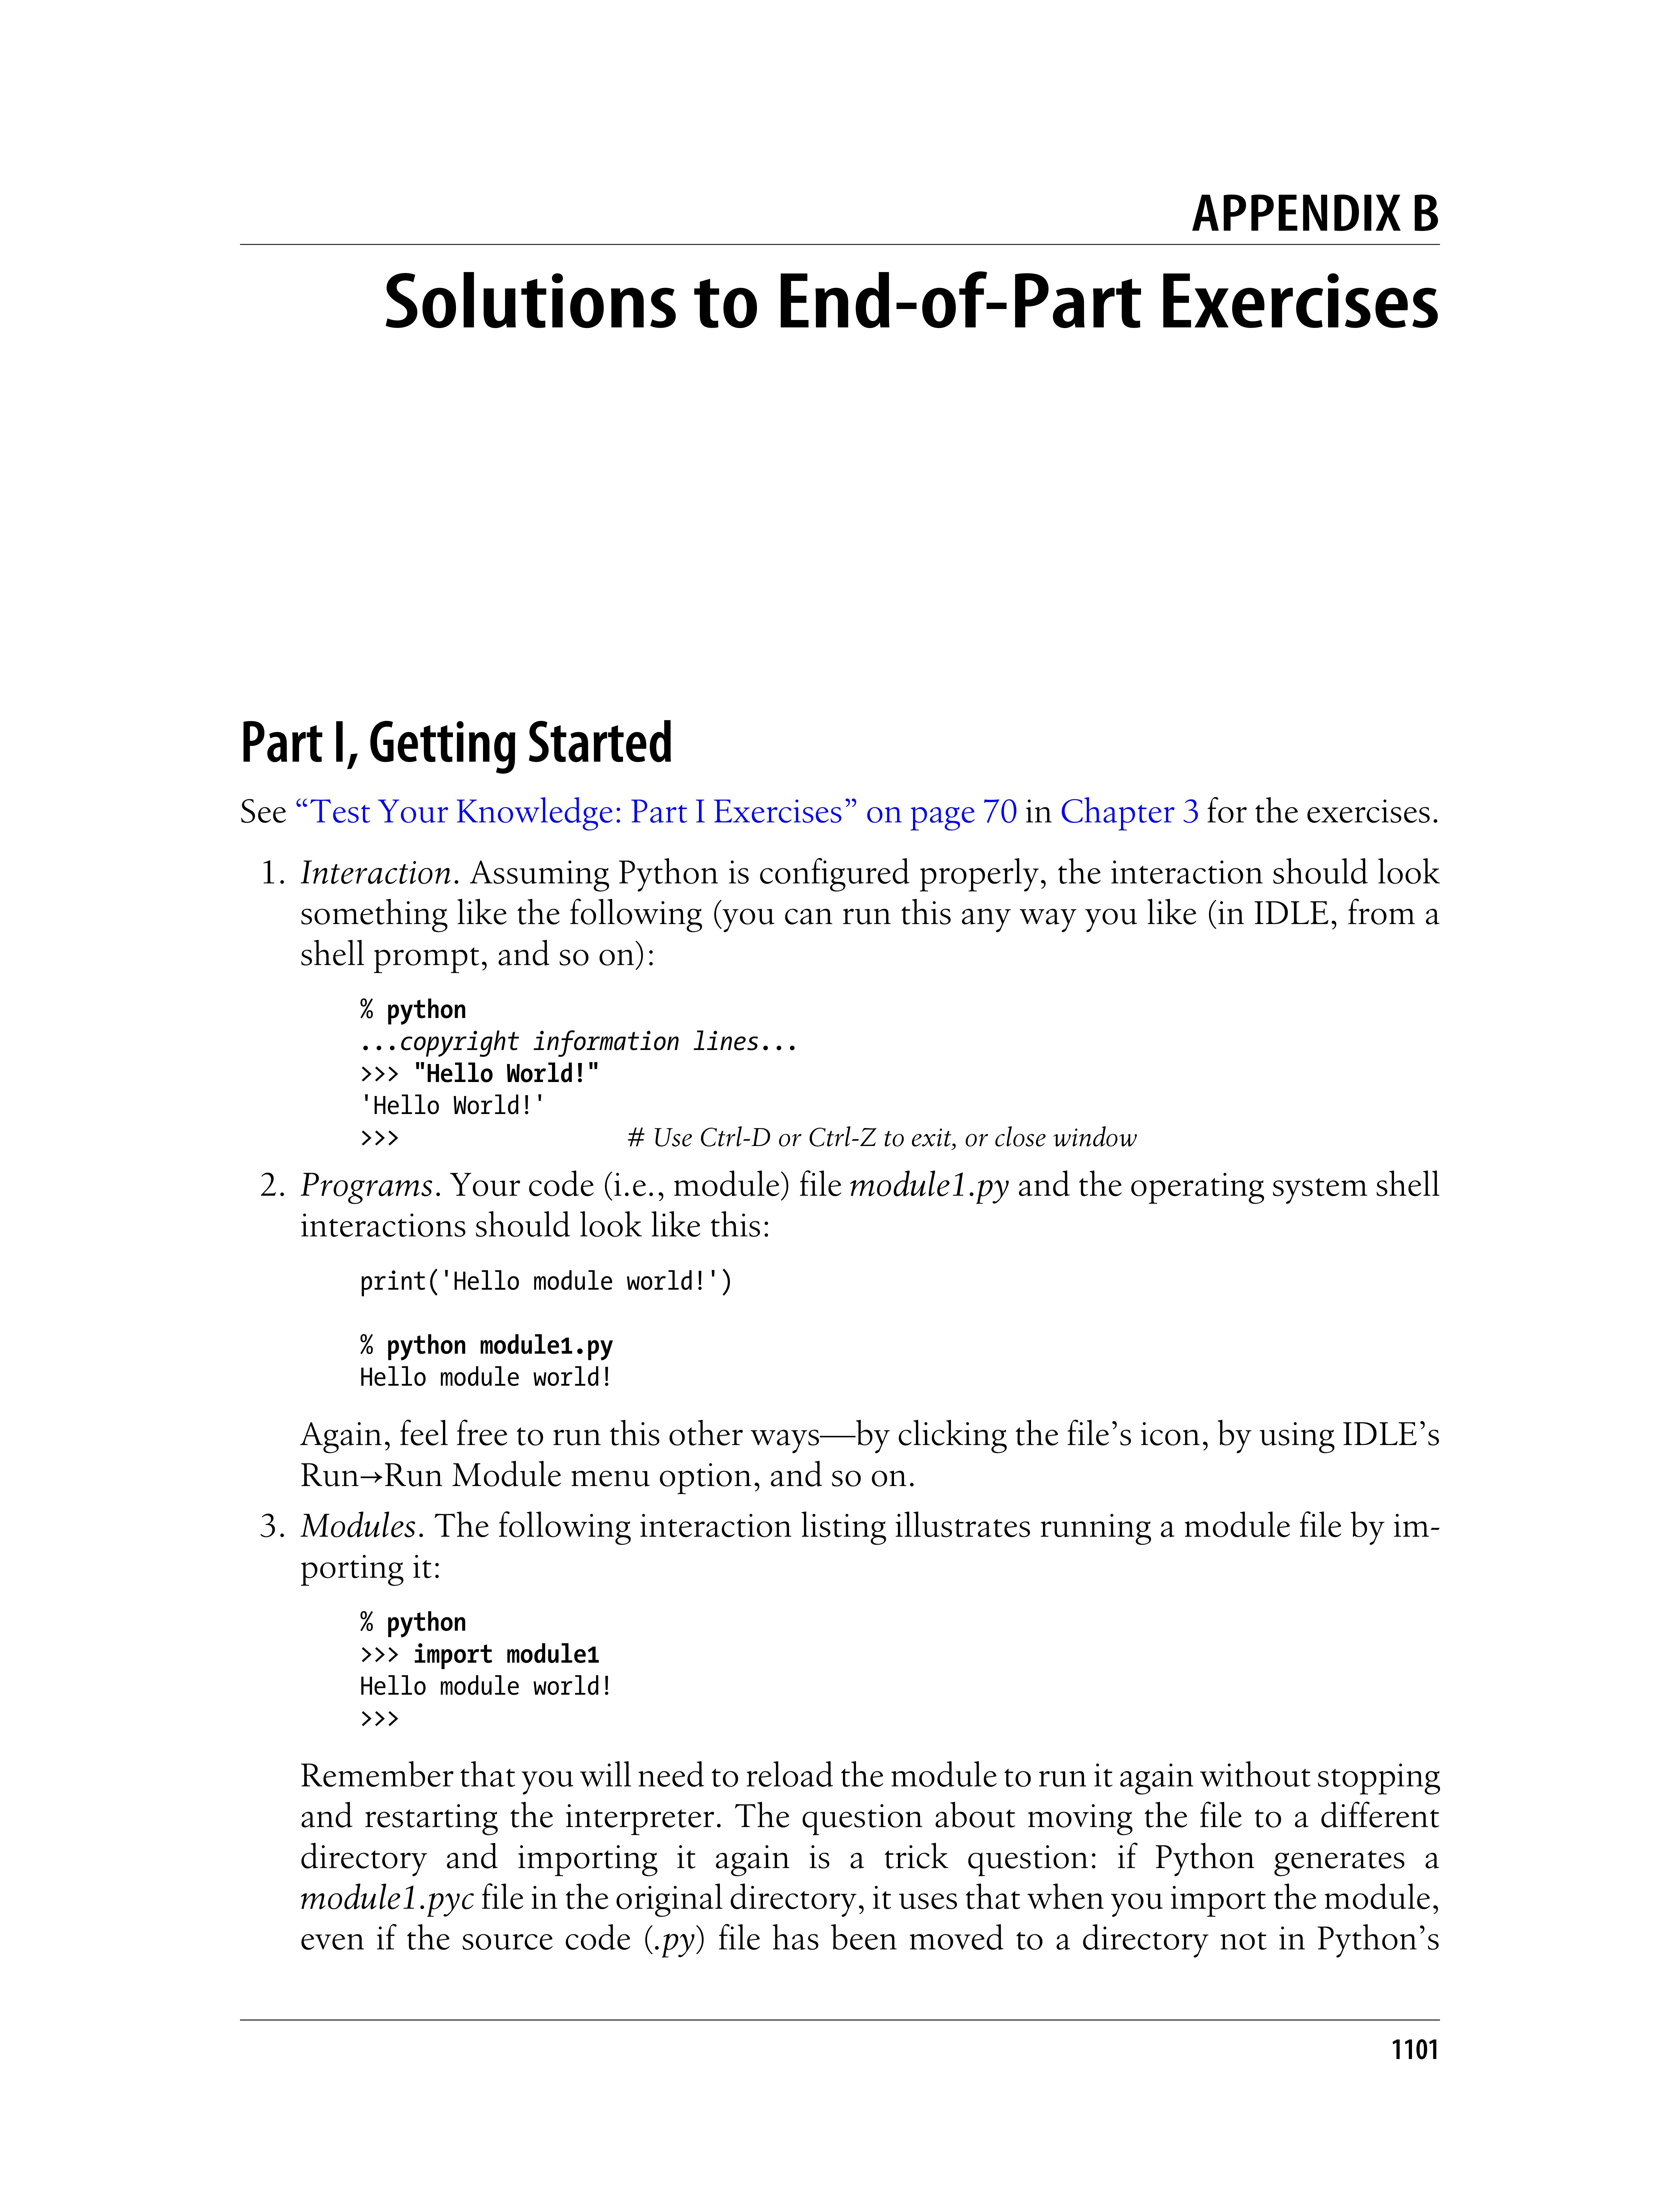 APPENDIX B
Solutions to End-of-Part Exercises
Part I, Getting Started
See “Test Your Knowledge: Part I Exercises” on page 70 in Chapter 3 for the exercises.
1. Interaction. Assuming Python is configured properly, the interaction should look
something like the following (you can run this any way you like (in IDLE, from a
shell prompt, and so on):
% python
...copyright information lines...
>>> "Hello World!"
'Hello World!'
>>> # Use Ctrl-D or Ctrl-Z to exit, or close window
2. Programs. Your code (i.e., module) file module1.py and the operating system shell
interactions should look like this:
print('Hello module world!')
% python module1.py
Hello module world!
Again, feel free to run this other ways—by clicking the file’s icon, by using IDLE’s
Run→Run Module menu option, and so on.
3. Modules. The following interaction listing illustrates running a module file by im-
porting it:
% python
>>> import module1
Hello module world!
>>>
Remember that you will need to reload the module to run it again without stopping
and restarting the interpreter. The question about moving the file to a different
directory and importing it again is a trick question: if Python generates a
module1.pyc file in the original directory, it uses that when you import the module,
even if the source code (.py) file has been moved to a directory not in Python’s
1101